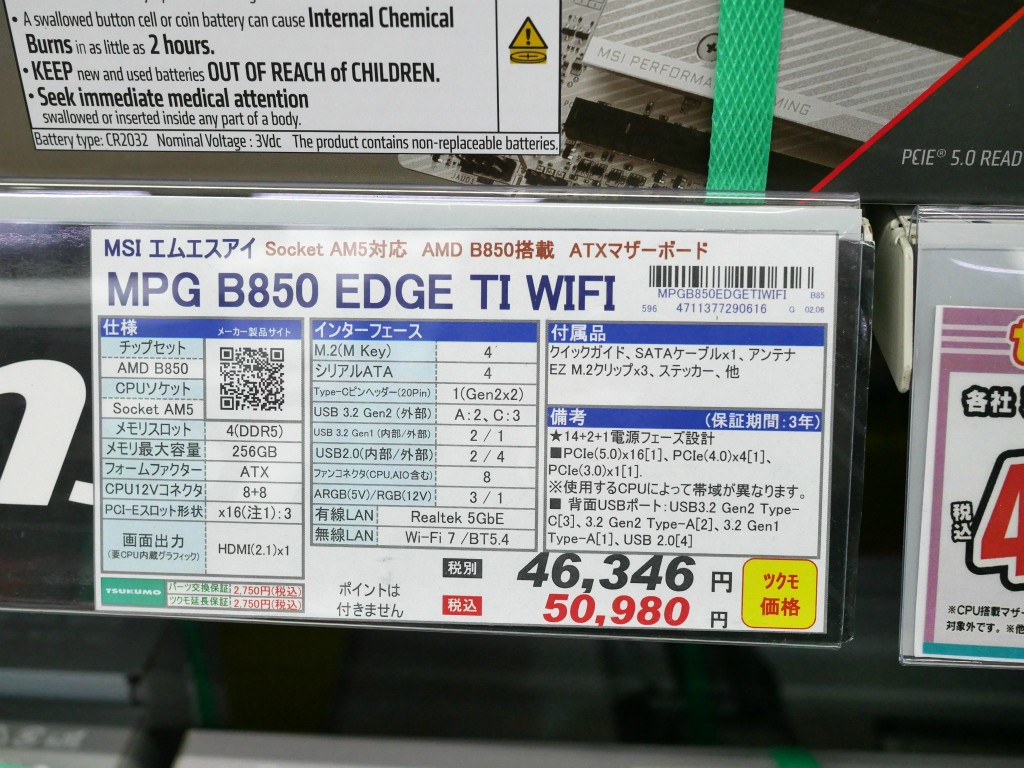 • A swallowed button cell or coin battery can cause Internal Chemical
Burns in as little as 2 hours.
• KEEP new and used batteries OUT OF REACH of CHILDREN.
• Seek immediate medical attention
swallowed or inserted inside any part of a body.
Battery type: CR2032 Nominal Voltage : 3Vdc The product contains non-replaceable batteries.
MSI PERFORMA
MING
PCIE® 5.0 READ
MSI エムエスアイ Socket AM5対応 AMD B850搭載 ATXマザーボード
MPG B850 EDGE TI WIFI
MPGB850EDGETIWIFI B85
596 4711377290616 G 02.06
仕様 メーカー製品サイト
チップセット
AMD B850
CPUソケット
Socket AM5
メモリスロット 4(DDR5)
メモリ最大容量 256GB
フォームファクター ATX
CPU12Vコネクタ 8+8
PCI-Eスロット形状 x16(注1):3
画面出力
(要CPU内蔵グラフィック) HDMI(2.1)x1
インターフェース
M.2(M Key) 4
シリアルATA 4
Type-Cピンヘッダー(20Pin) 1(Gen2x2)
USB 3.2 Gen2 (外部) A:2、C:3
USB 3.2 Gen1 (内部/外部) 2 / 1
USB2.0(内部/外部) 2 / 4
ファンコネクタ(CPU,AIO含む) 8
ARGB(5V)/RGB(12V) 3 / 1
有線LAN Realtek 5GbE
無線LAN Wi-Fi 7 /BT5.4
付属品
クイックガイド、SATAケーブルx1、アンテナ
EZ M.2クリップx3、ステッカー、他
備考 (保証期間:3年)
★14+2+1電源フェーズ設計
■PCIe(5.0)x16[1]、PCIe(4.0)x4[1]、
PCIe(3.0)x1[1].
※使用するCPUによって帯域が異なります。
■ 背面USBポート:USB3.2 Gen2 Type-
C[3]、3.2 Gen2 Type-A[2]、3.2 Gen1
Type-A[1]、USB 2.0[4]
TSUKUMO パーツ交換保証 2,750円(税込)
ツクモ延長保証 2,750円(税込)
ポイントは
付きません
税別 46,346 円
税込 50,980 円
ツクモ
価格
各社
税込
4
※CPU搭載マザー
対象外です。※他